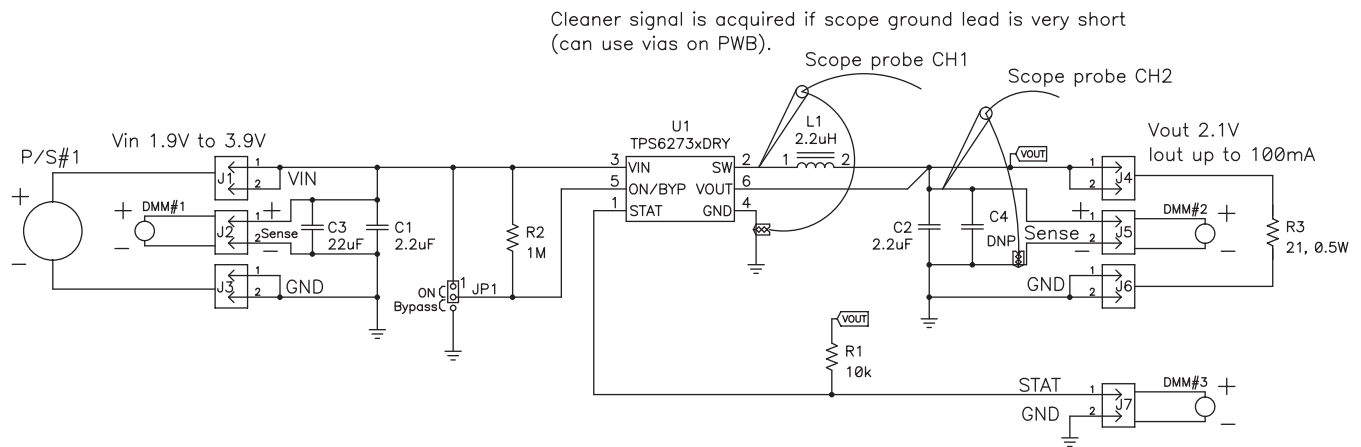 Cleaner signal is acquired if scope ground lead is very short
(can use vias on PWB).
Scope probe CH1
Scope probe CH2
P/S#1
+
−
Vin 1.9V to 3.9V
J1
1
2
VIN
DMM#1
+
−
J2
1
2
+
Sense
−
J3
1
2
GND
C3
22uF
C1
2.2uF
ON
Bypass
1
JP1
R2
1M
U1
TPS6273xDRY
3
VIN
5
ON/BYP
1
STAT
SW
2
VOUT
6
GND
4
L1
2.2uH
1
2
C2
2.2uF
C4
DNP
VOUT
Vout 2.1V
Iout up to 100mA
1
2
J4
+
Sense
−
1
2
J5
DMM#2
+
−
R3
21, 0.5W
GND
1
2
J6
VOUT
R1
10k
STAT
GND
1
2
J7
DMM#3
+
−